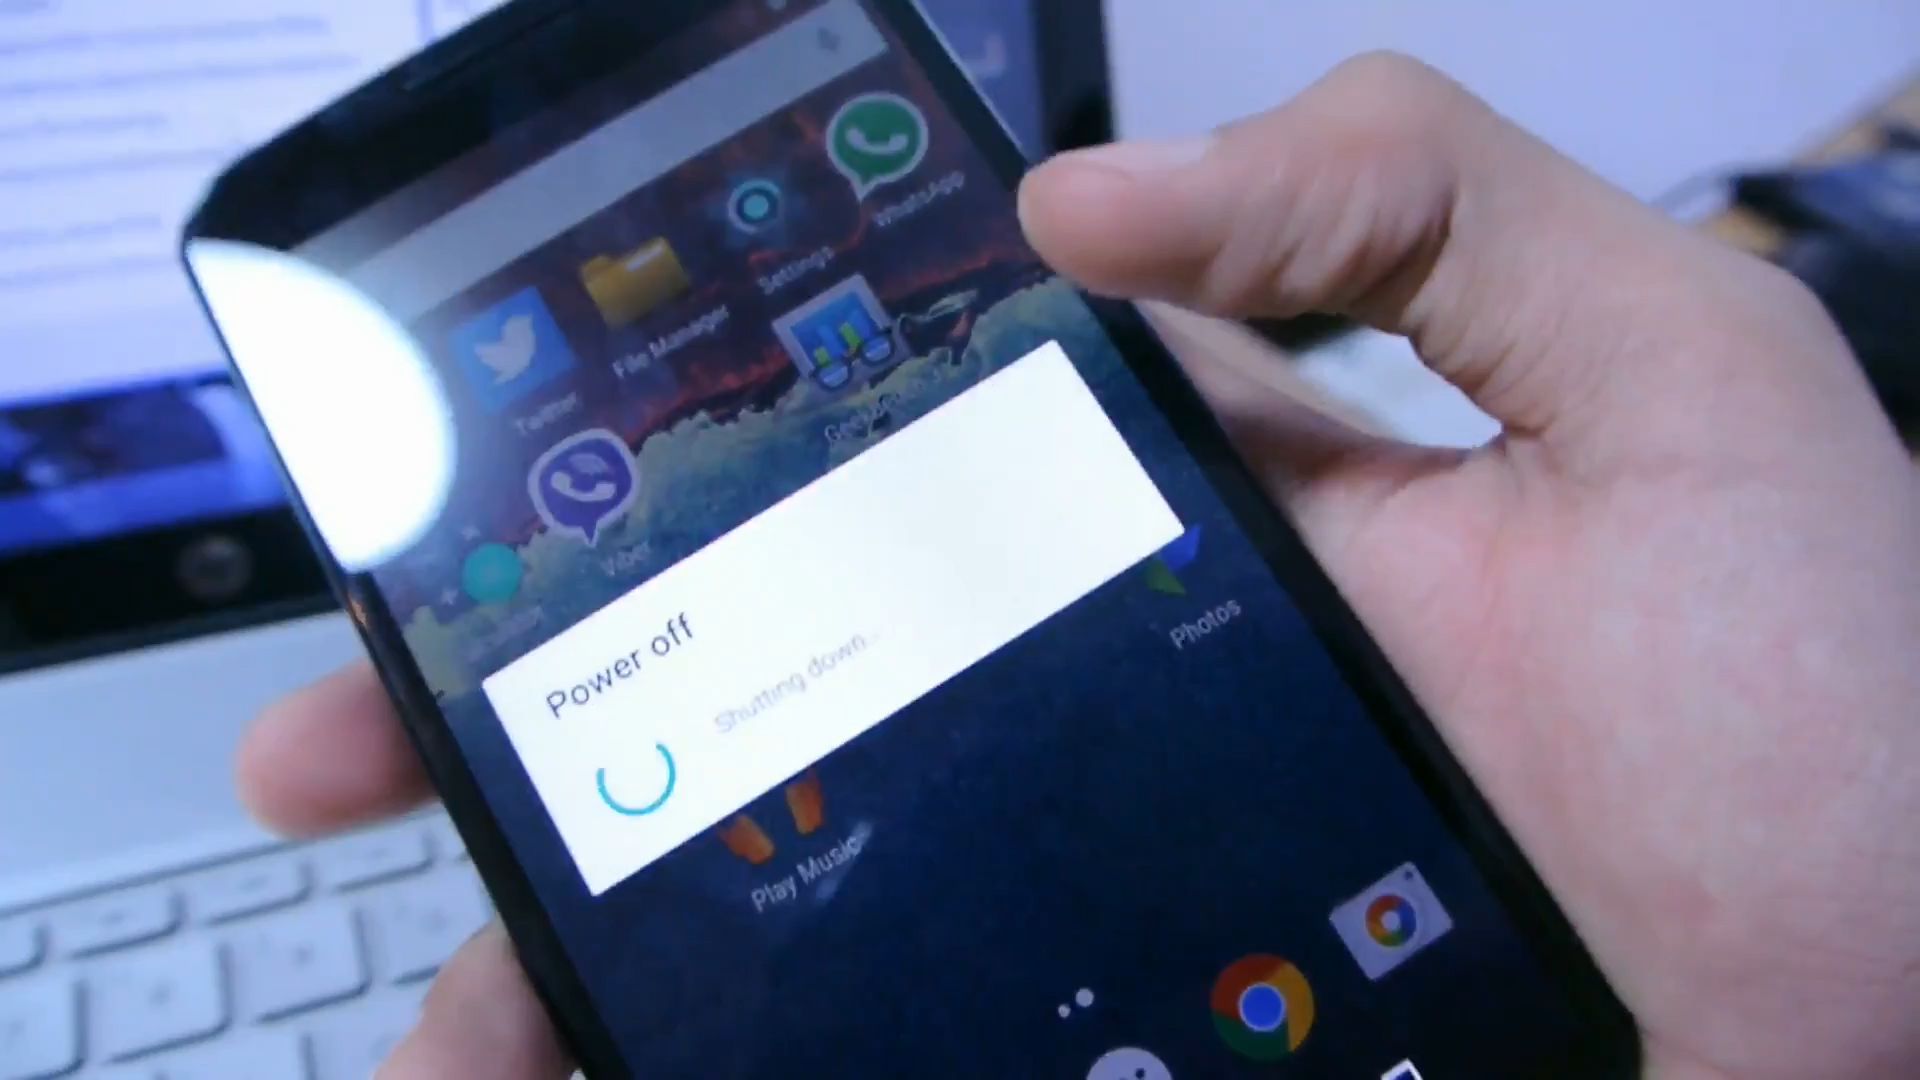 WhatsApp
Settings
File Manager
Twitter
Viber
Power off
Shutting down...
Photos
Play Music